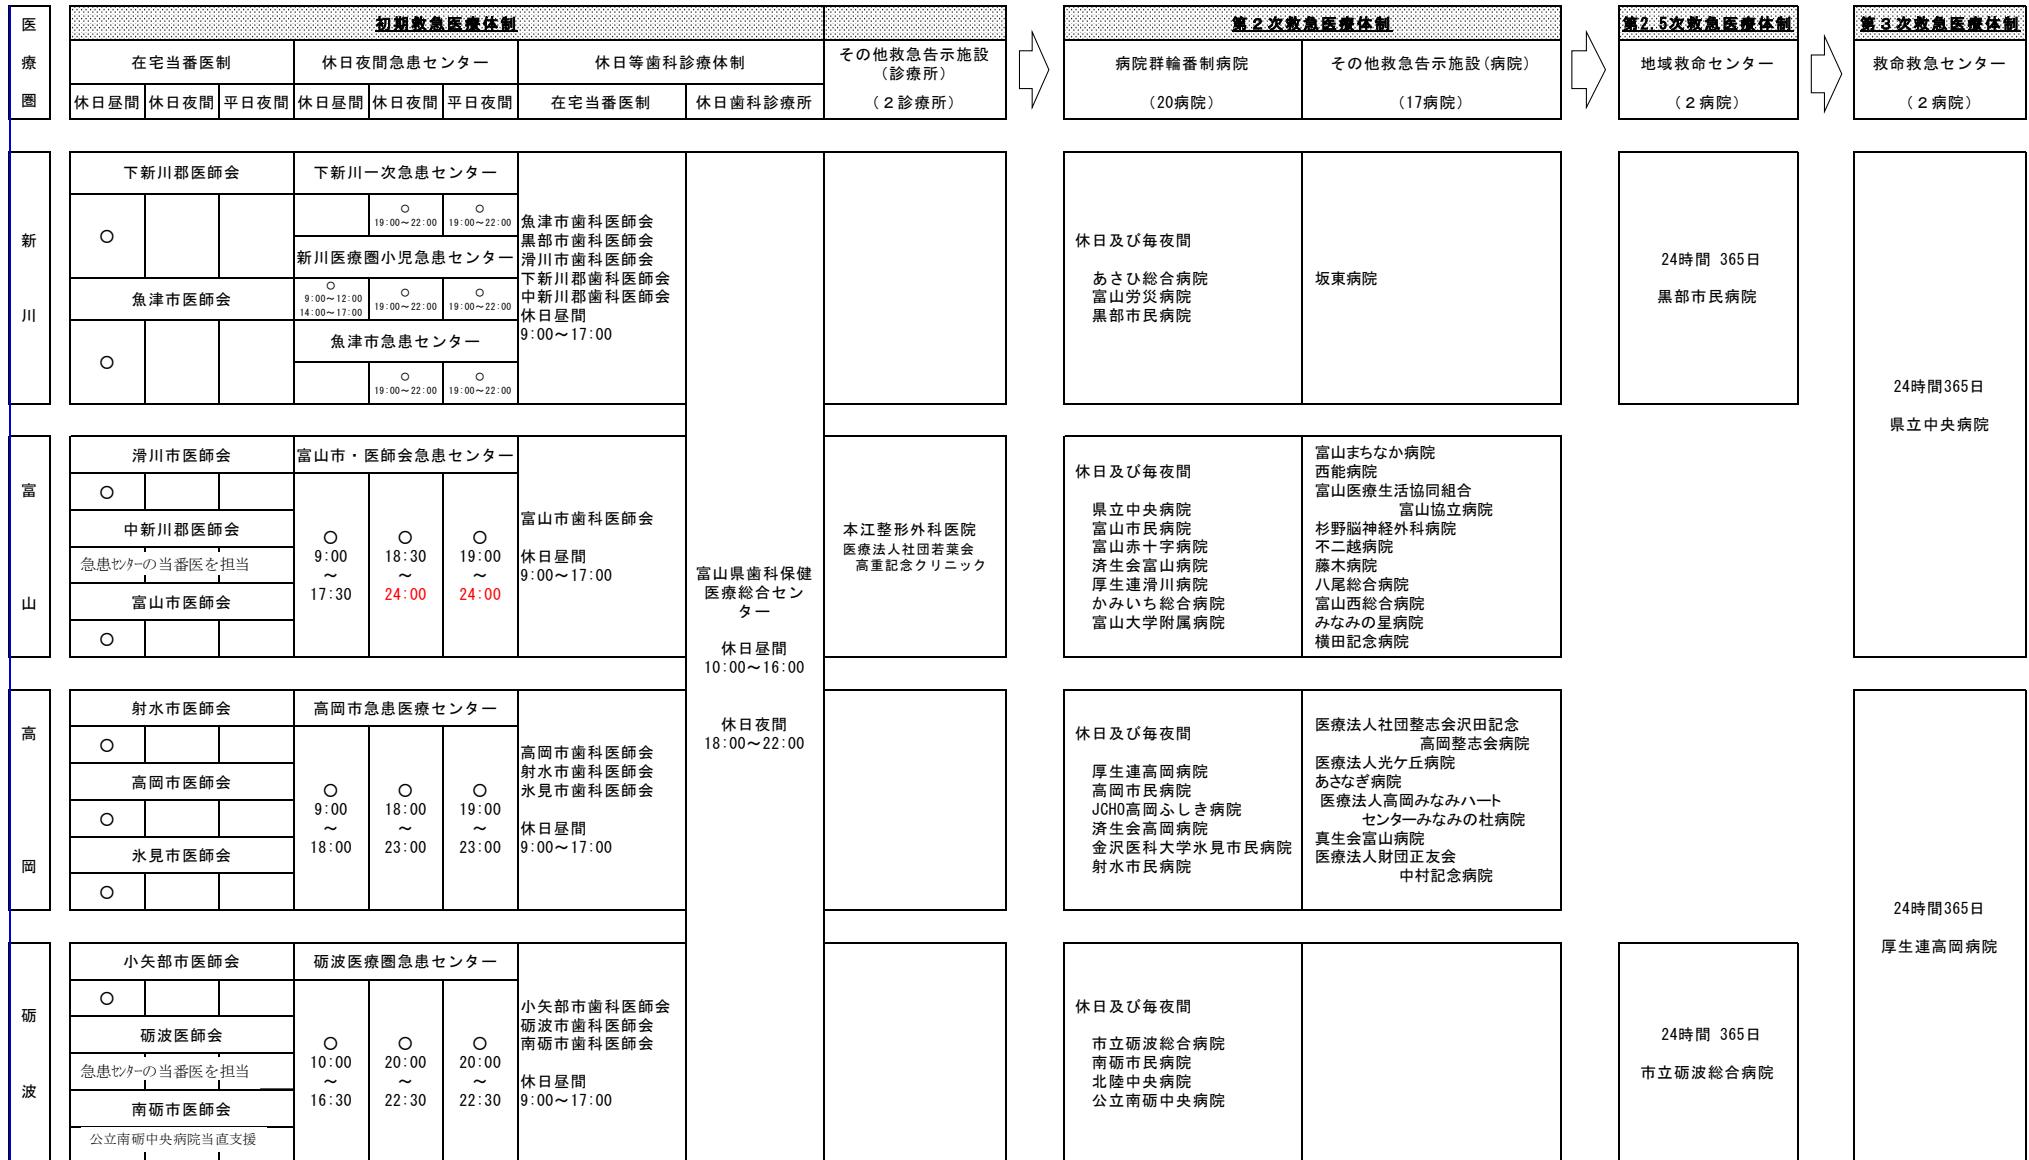 医療圏
初期救急医療体制
第２次救急医療体制
第2.5次救急医療体制
第３次救急医療体制
在宅当番医制
休日夜間急患センター
休日等歯科診療体制
その他救急告示施設
（診療所）
（２診療所）
病院群輪番制病院
（20病院）
その他救急告示施設(病院)
（17病院）
地域救命センター
（２病院）
救命救急センター
（２病院）
休日昼間 休日夜間 平日夜間 休日昼間 休日夜間 平日夜間 在宅当番医制 休日歯科診療所
新川
下新川郡医師会
○
魚津市医師会
○
下新川一次急患センター
○ ○
19:00～22:00 19:00～22:00
新川医療圏小児急患センター
○ ○ ○
9:00～12:00
14:00～17:00
19:00～22:00 19:00～22:00
魚津市急患センター
○ ○
19:00～22:00 19:00～22:00
魚津市歯科医師会
黒部市歯科医師会
滑川市歯科医師会
下新川郡歯科医師会
中新川郡歯科医師会
休日昼間
9:00～17:00
休日及び毎夜間
あさひ総合病院
富山労災病院
黒部市民病院
坂東病院
24時間 365日
黒部市民病院
24時間365日
県立中央病院
富山
滑川市医師会
○
中新川郡医師会
急患センターの当番医を担当
富山市医師会
○
富山市・医師会急患センター
○ ○ ○
9:00 18:30 19:00
～ ～ ～
17:30 24:00 24:00
富山市歯科医師会
休日昼間
9:00～17:00
富山県歯科保健
医療総合セン
ター
休日昼間
10:00～16:00
休日夜間
18:00～22:00
本江整形外科医院
医療法人社団若葉会
高重記念クリニック
休日及び毎夜間
県立中央病院
富山市民病院
富山赤十字病院
済生会富山病院
厚生連滑川病院
かみいち総合病院
富山大学附属病院
富山まちなか病院
西能病院
富山医療生活協同組合
富山協立病院
杉野脳神経外科病院
不二越病院
藤木病院
八尾総合病院
富山西総合病院
みなみの星病院
横田記念病院
高岡
射水市医師会
○
高岡市医師会
○
氷見市医師会
○
高岡市急患医療センター
○ ○ ○
9:00 18:00 19:00
～ ～ ～
18:00 23:00 23:00
高岡市歯科医師会
射水市歯科医師会
氷見市歯科医師会
休日昼間
9:00～17:00
休日及び毎夜間
厚生連高岡病院
高岡市民病院
JCHO高岡ふしき病院
済生会高岡病院
金沢医科大学氷見市民病院
射水市民病院
医療法人社団整志会沢田記念
高岡整志会病院
医療法人光ケ丘病院
あさなぎ病院
医療法人高岡みなみハート
センターみなみの杜病院
真生会富山病院
医療法人財団正友会
中村記念病院
24時間365日
厚生連高岡病院
砺波
小矢部市医師会
○
砺波医師会
急患センターの当番医を担当
南砺市医師会
公立南砺中央病院当直支援
砺波医療圏急患センター
○ ○ ○
10:00 20:00 20:00
～ ～ ～
16:30 22:30 22:30
小矢部市歯科医師会
砺波市歯科医師会
南砺市歯科医師会
休日昼間
9:00～17:00
休日及び毎夜間
市立砺波総合病院
南砺市民病院
北陸中央病院
公立南砺中央病院
24時間 365日
市立砺波総合病院